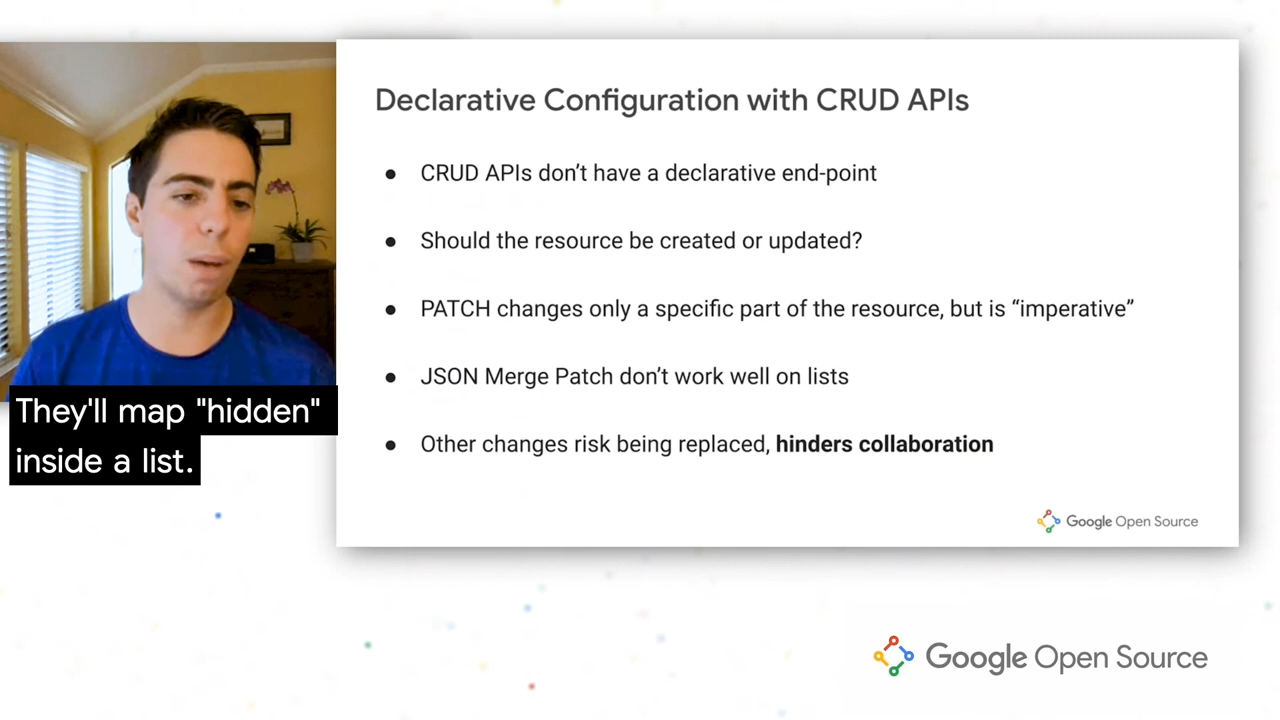 Declarative Configuration with CRUD APIs
● CRUD APIs don’t have a declarative end-point
● Should the resource be created or updated?
● PATCH changes only a specific part of the resource, but is “imperative”
● JSON Merge Patch don’t work well on lists
● Other changes risk being replaced, hinders collaboration
Google Open Source
They'll map "hidden"
inside a list.
Google Open Source